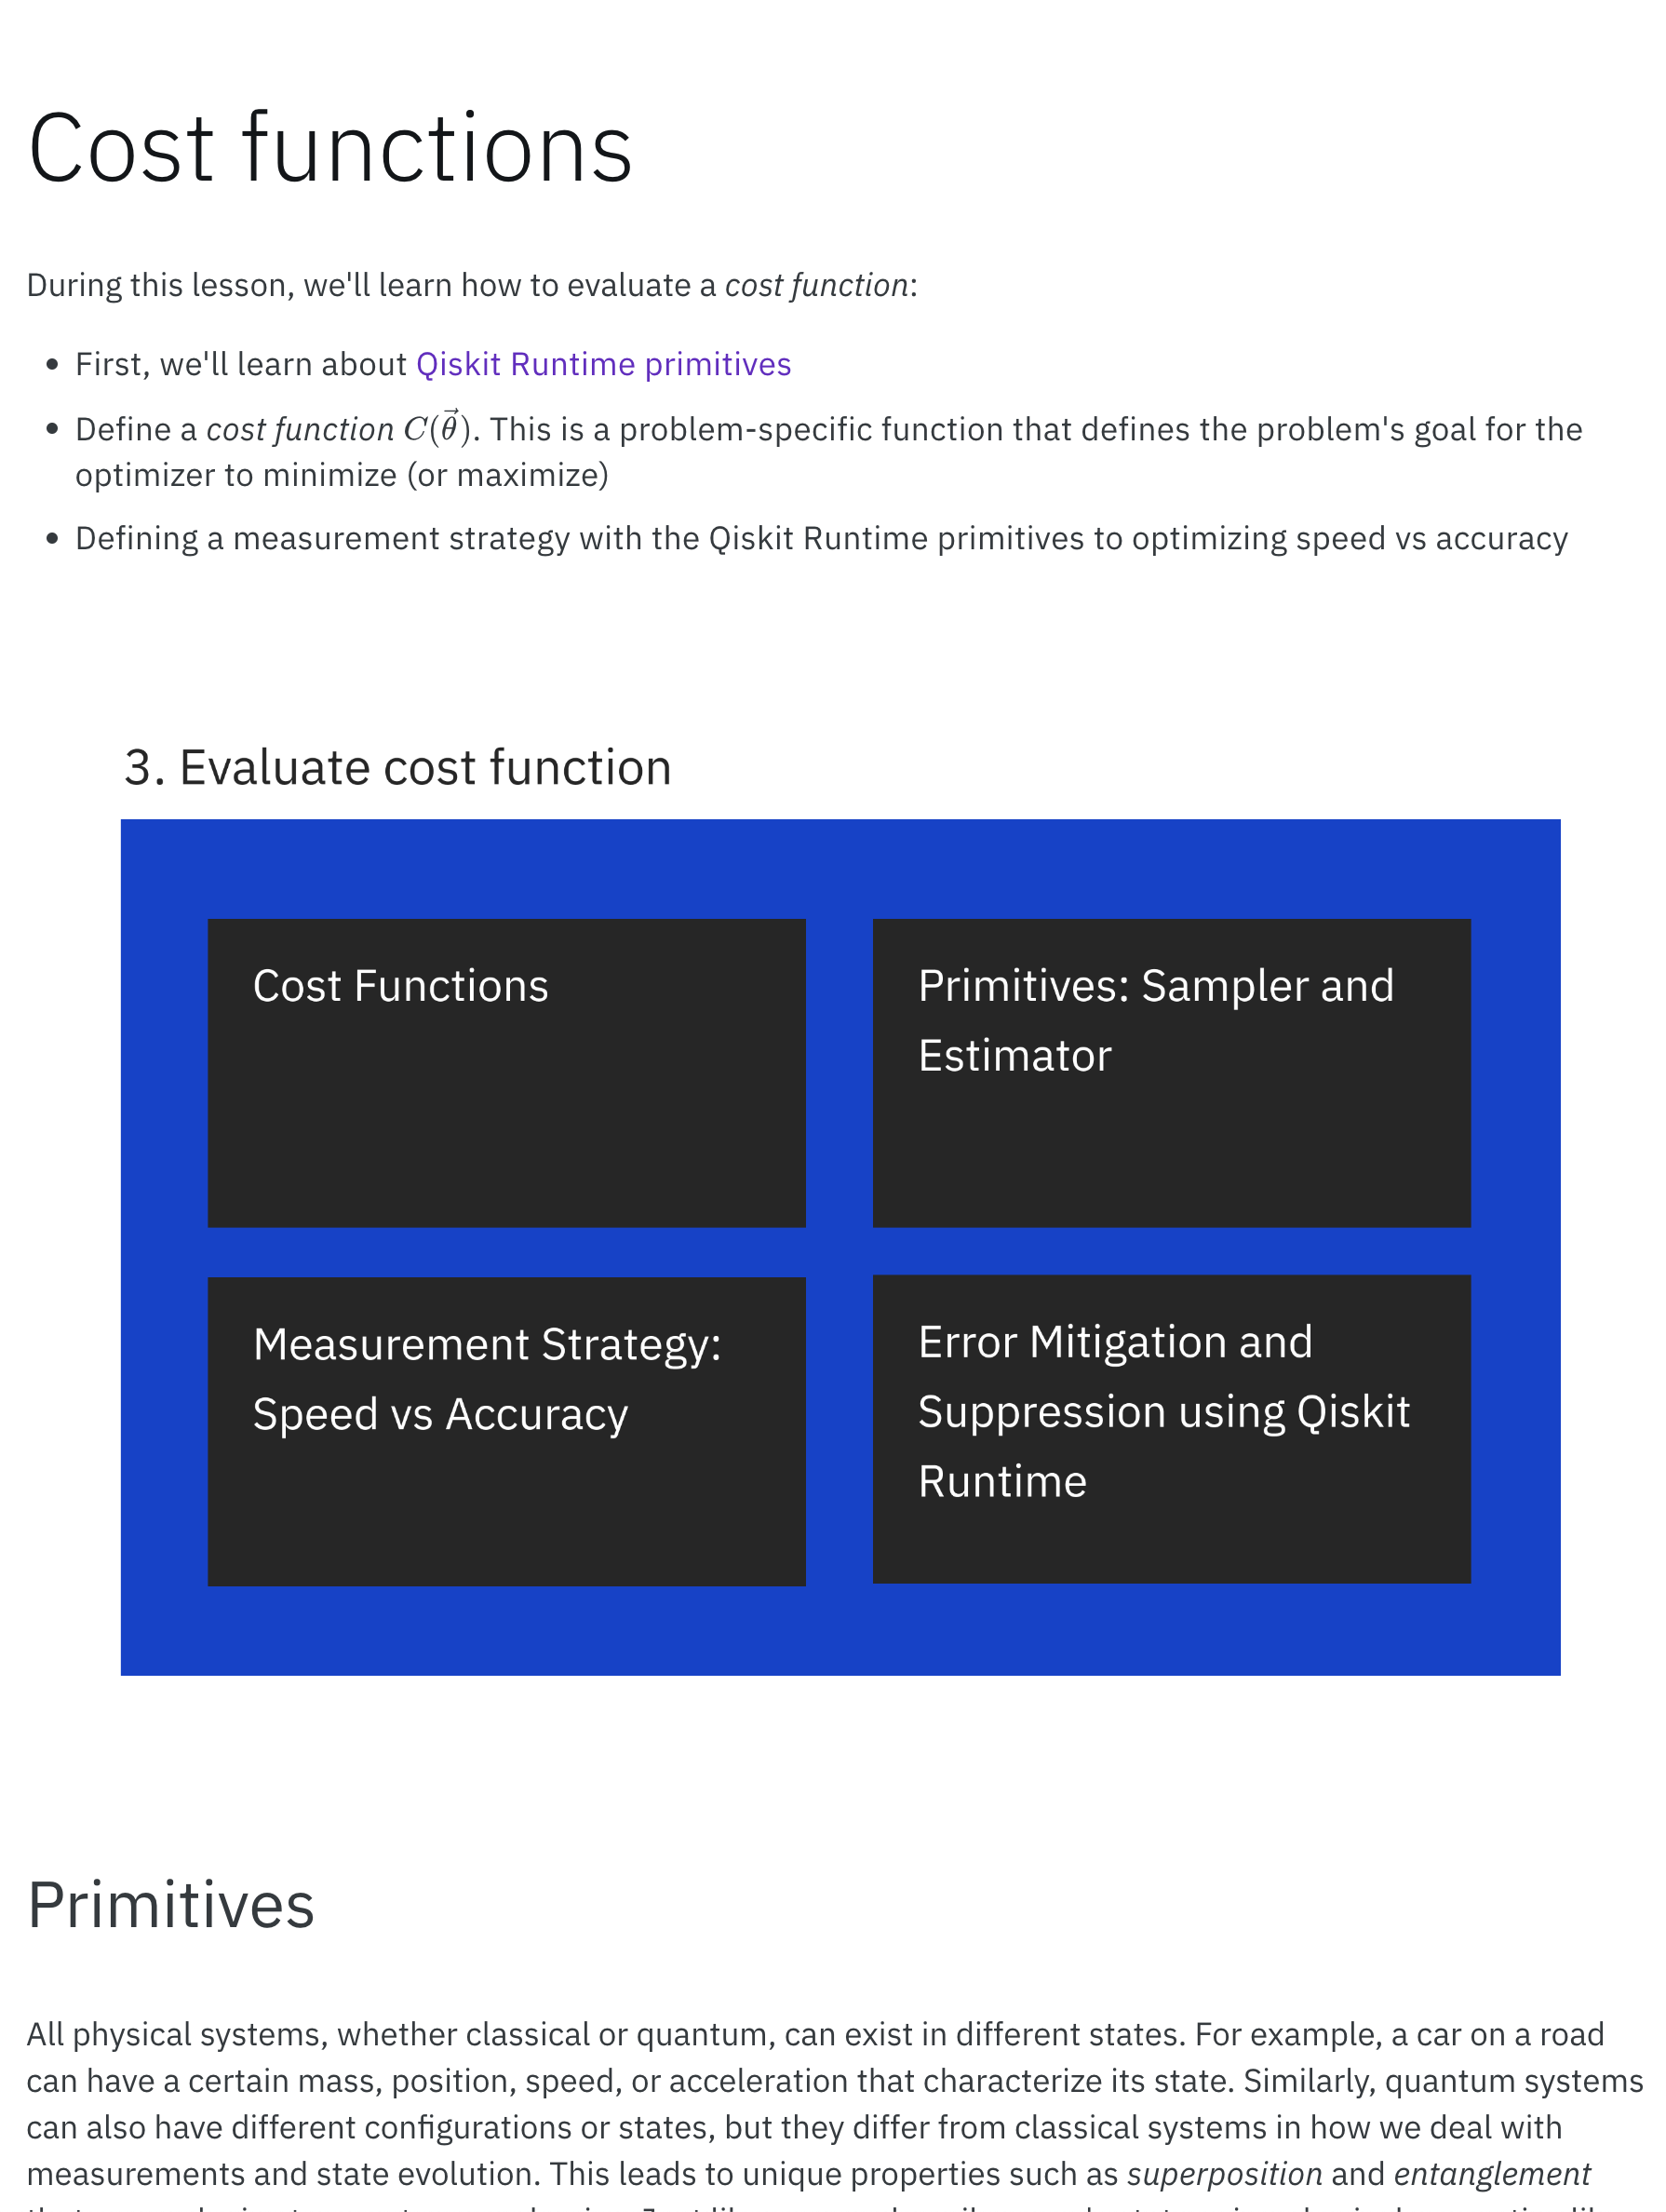 Cost functions
During this lesson, we'll learn how to evaluate a cost function:
• First, we'll learn about Qiskit Runtime primitives
• Define a cost function C(θ⃗). This is a problem-specific function that defines the problem's goal for the
optimizer to minimize (or maximize)
• Defining a measurement strategy with the Qiskit Runtime primitives to optimizing speed vs accuracy
3. Evaluate cost function
Cost Functions
Primitives: Sampler and
Estimator
Measurement Strategy:
Speed vs Accuracy
Error Mitigation and
Suppression using Qiskit
Runtime
Primitives
All physical systems, whether classical or quantum, can exist in different states. For example, a car on a road
can have a certain mass, position, speed, or acceleration that characterize its state. Similarly, quantum systems
can also have different configurations or states, but they differ from classical systems in how we deal with
measurements and state evolution. This leads to unique properties such as superposition and entanglement